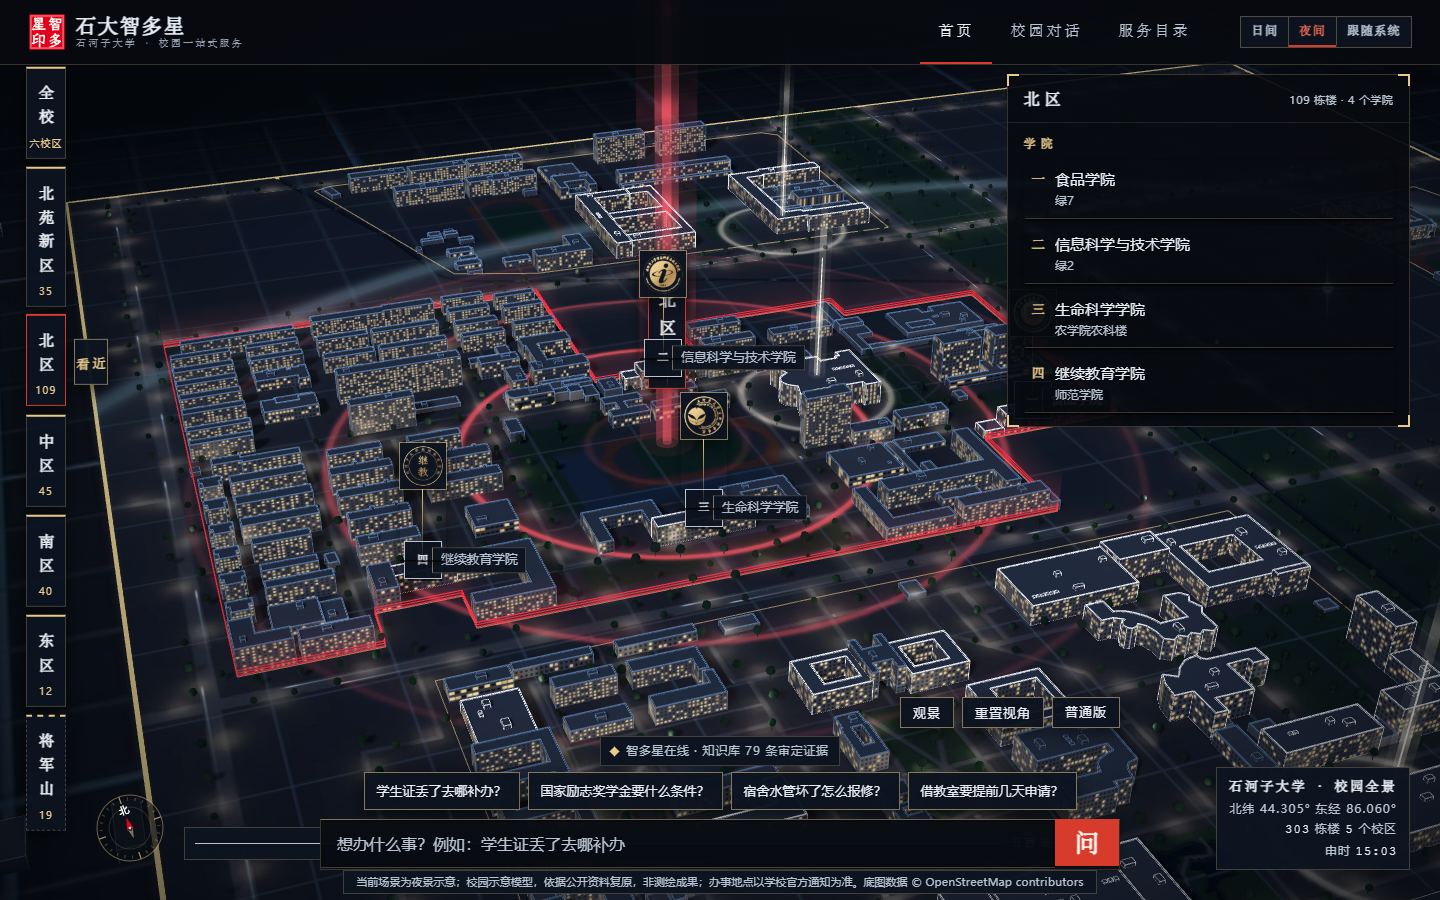 智多星印
石大智多星
石河子大学 · 校园一站式服务
首页
校园对话
服务目录
日间
夜间
跟随系统
全校
六校区
北苑新区
35
北区
109
看近
中区
45
南区
40
东区
12
将军山
19
北
北区
109 栋楼 · 4 个学院
学院
一 食品学院
绿7
二 信息科学与技术学院
绿2
三 生命科学学院
农学院农科楼
四 继续教育学院
师范学院
北区
二 信息科学与技术学院
三 生命科学学院
继教
四 继续教育学院
观景
重置视角
普通版
智多星在线 · 知识库 79 条审定证据
学生证丢了去哪补办?
国家励志奖学金要什么条件?
宿舍水管坏了怎么报修?
借教室要提前几天申请?
想办什么事? 例如: 学生证丢了去哪补办
问
当前场景为夜景示意; 校园示意模型, 依据公开资料复原, 非测绘成果; 办事地点以学校官方通知为准。底图数据 © OpenStreetMap contributors
石河子大学 · 校园全景
北纬 44.305° 东经 86.060°
303 栋楼 5 个校区
申时 15:03